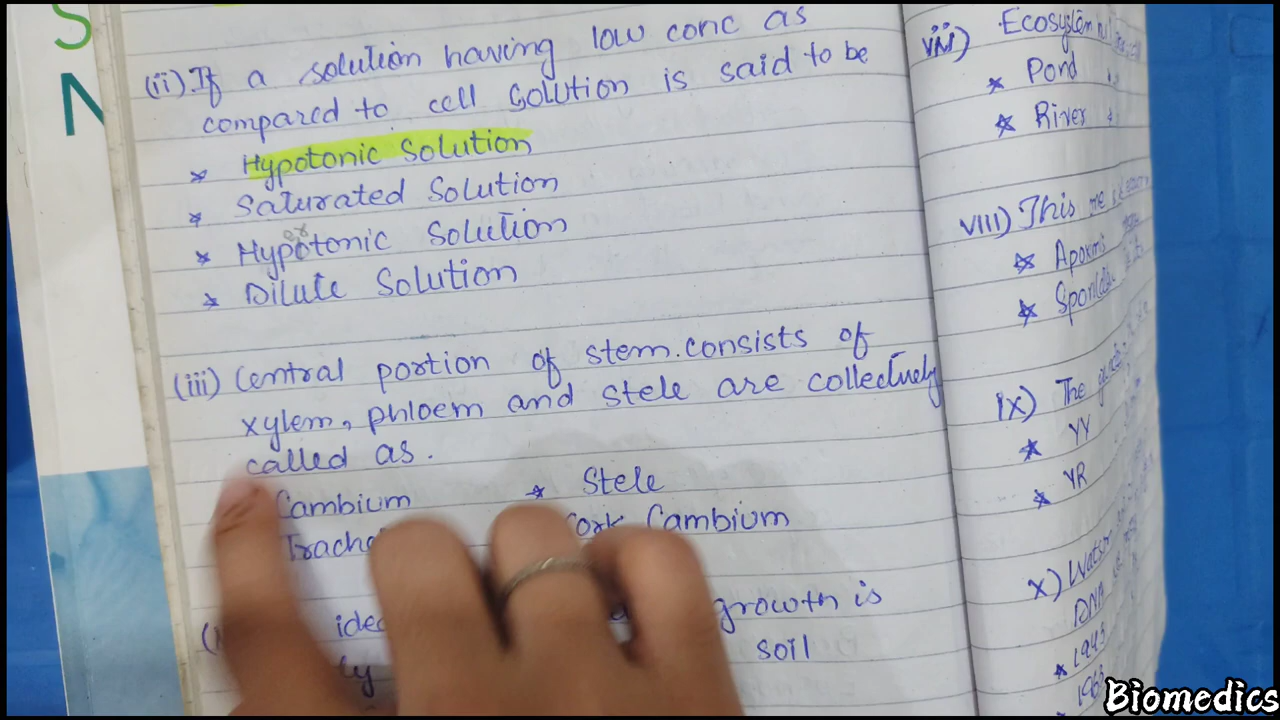 S
N
(ii) If a solution having low conc as
compared to cell solution is said to be
* Hypotonic Solution
* Saturated Solution
* Hypotonic Solution
* Dilute Solution
(iii) Central portion of stem. consists of
xylem, phloem and stele are collectively
called as.
Cambium * Stele
Cork Cambium
growth is
soil
Ecosystem
* Pond
* River
VIII) This
*
*
IX) The
* YY
* YR
X) Watson
DNA
* 1945
Biomedics